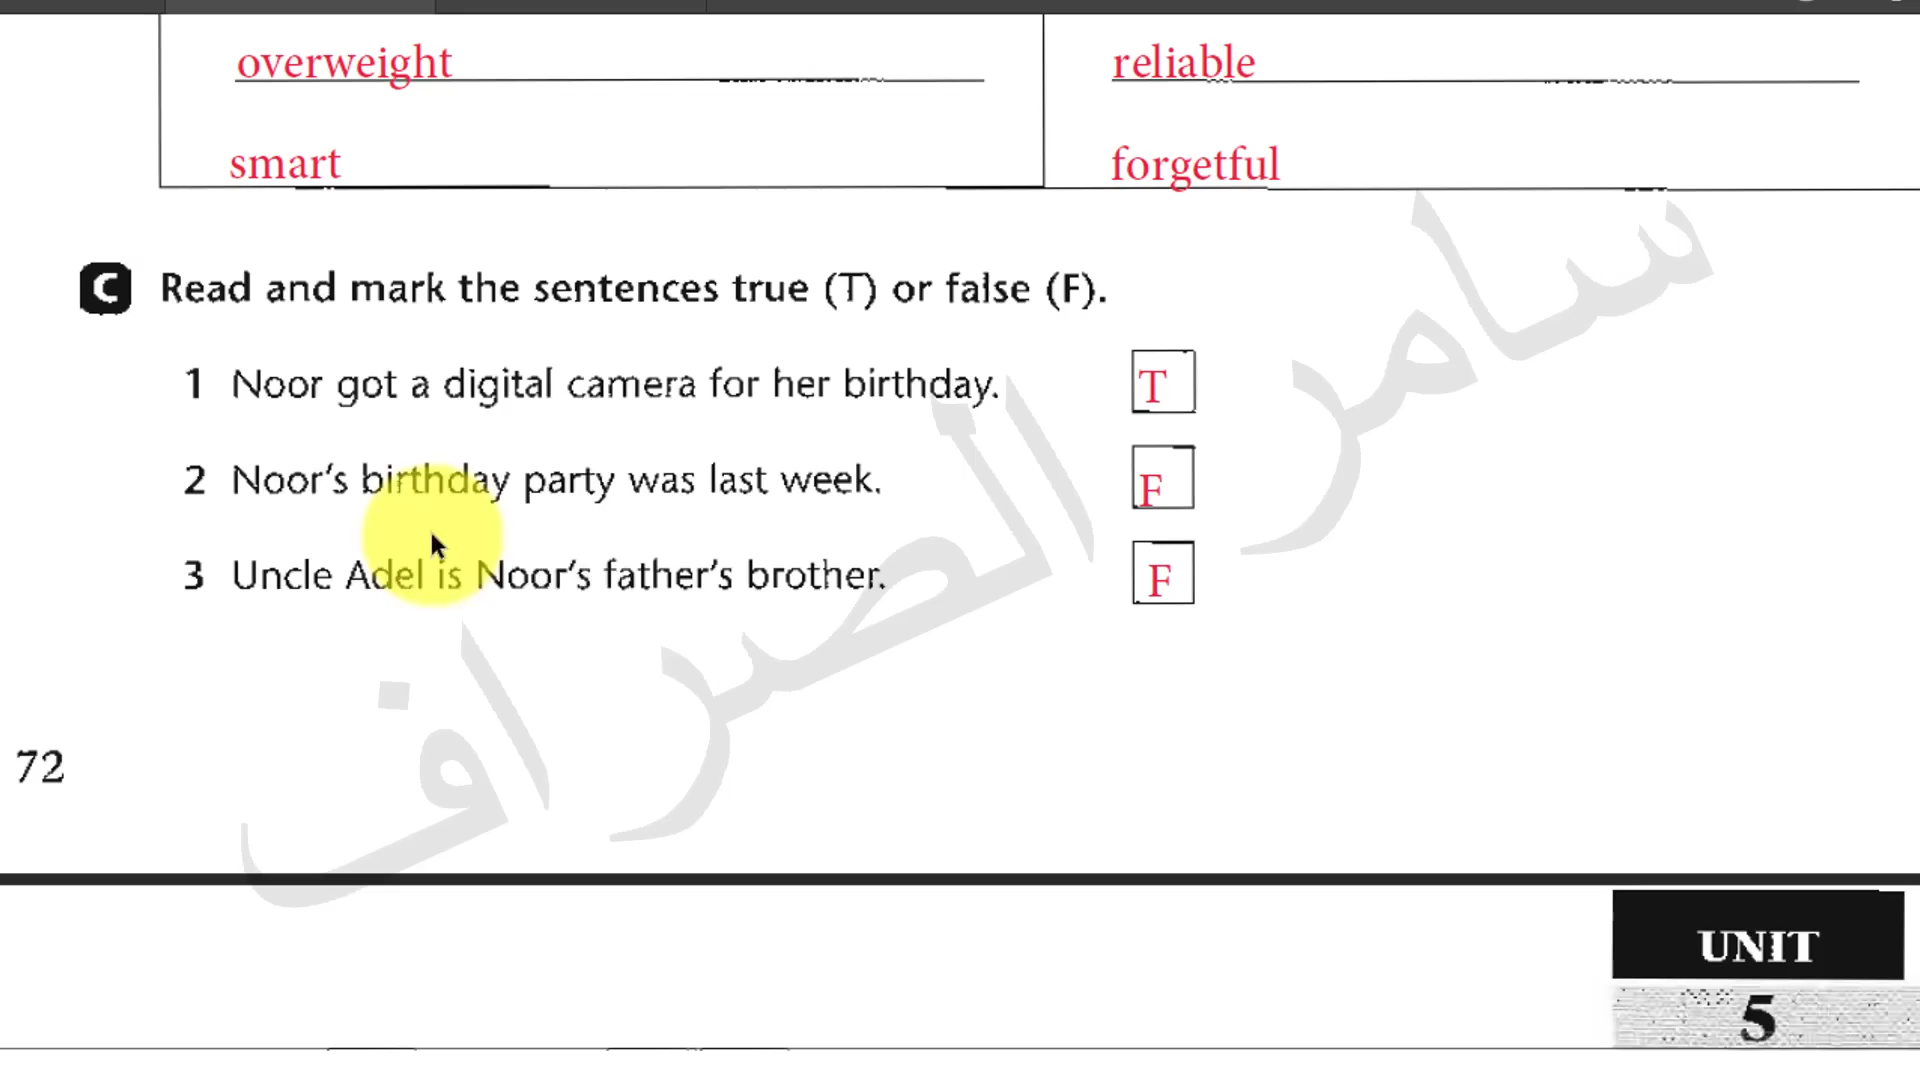 overweight
reliable
smart
forgetful
C Read and mark the sentences true (T) or false (F).
1 Noor got a digital camera for her birthday. T
2 Noor's birthday party was last week. F
3 Uncle Adel is Noor's father's brother. F
سامر الصراف
72
UNIT
5